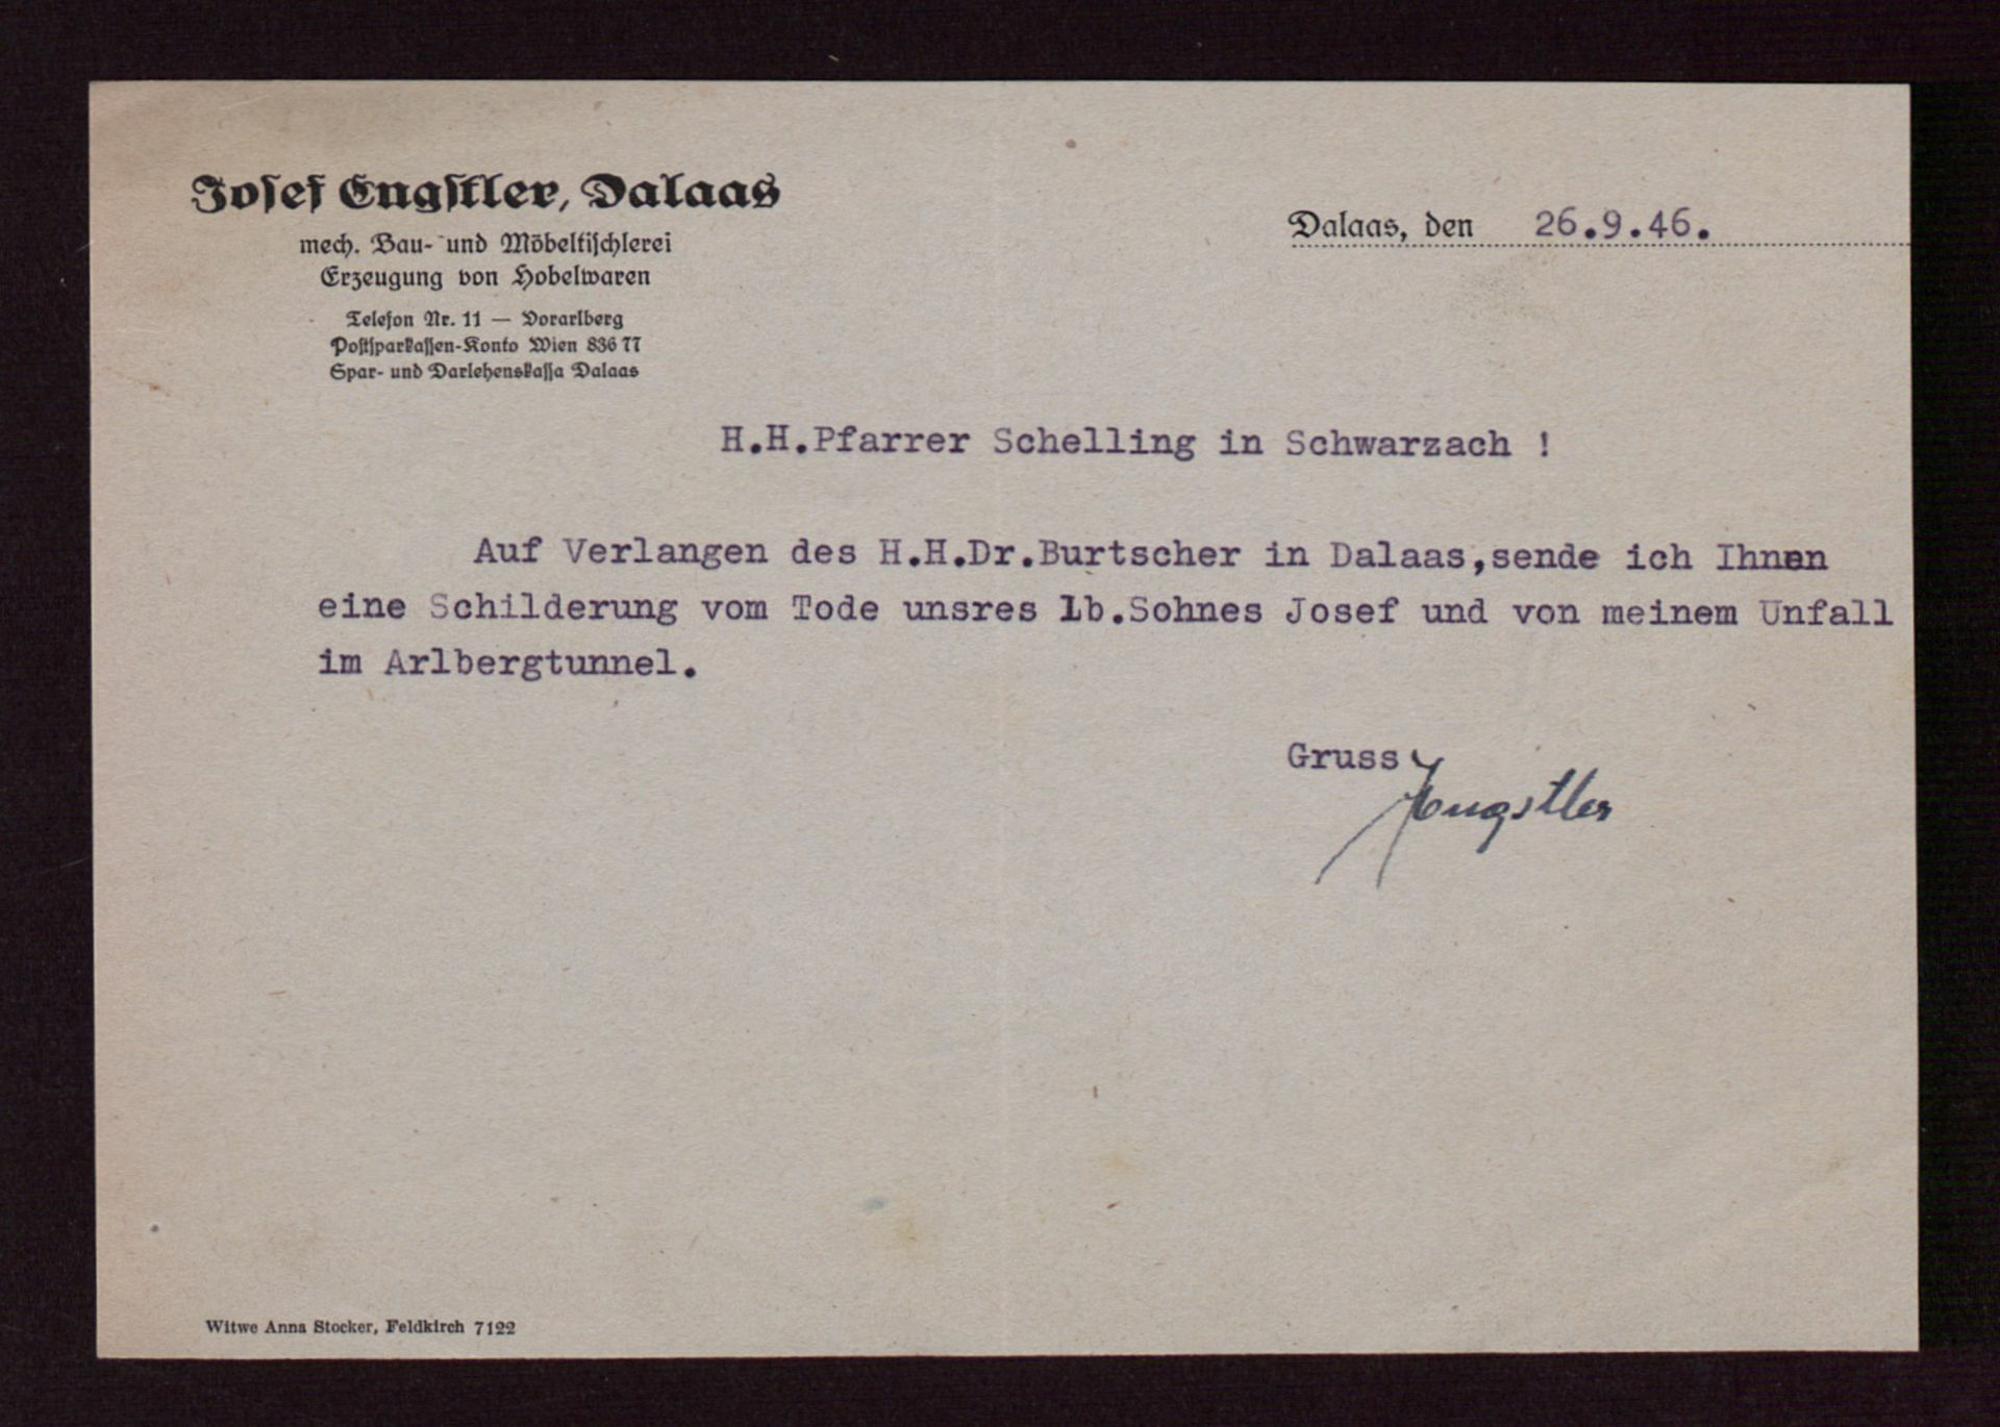 Josef Engstler, Dalaas
mech. Bau- und Möbeltischlerei
Erzeugung von Hobelwaren
Telefon Nr. 11 — Vorarlberg
Postsparkassen-Konto Wien 836 77
Spar- und Darlehenskassa Dalaas
Dalaas, den 26.9.46.
H.H.Pfarrer Schelling in Schwarzach !
Auf Verlangen des H.H.Dr.Burtscher in Dalaas,sende ich Ihnen
eine Schilderung vom Tode unsres lb.Sohnes Josef und von meinem Unfall
im Arlbergtunnel.
Gruss
JEngstler
Witwe Anna Stocker, Feldkirch 7122